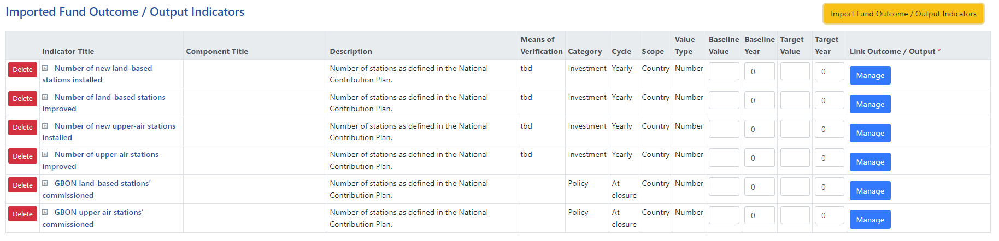 Imported Fund Outcome / Output Indicators
Import Fund Outcome / Output Indicators
Indicator Title Component Title Description Means of Verification Category Cycle Scope Value Type Baseline Value Baseline Year Target Value Target Year Link Outcome / Output *
Delete Number of new land-based Number of stations as defined in the National tbd Investment Yearly Country Number 0 0 Manage
stations installed Contribution Plan.
Delete Number of land-based stations Number of stations as defined in the National tbd Investment Yearly Country Number 0 0 Manage
improved Contribution Plan.
Delete Number of new upper-air stations Number of stations as defined in the National tbd Investment Yearly Country Number 0 0 Manage
installed Contribution Plan.
Delete Number of upper-air stations Number of stations as defined in the National tbd Investment Yearly Country Number 0 0 Manage
improved Contribution Plan.
Delete GBON land-based stations’ Number of stations as defined in the National Policy At Country Number 0 0 Manage
commissioned Contribution Plan. closure
Delete GBON upper air stations’ Number of stations as defined in the National Policy At Country Number 0 0 Manage
commissioned Contribution Plan. closure